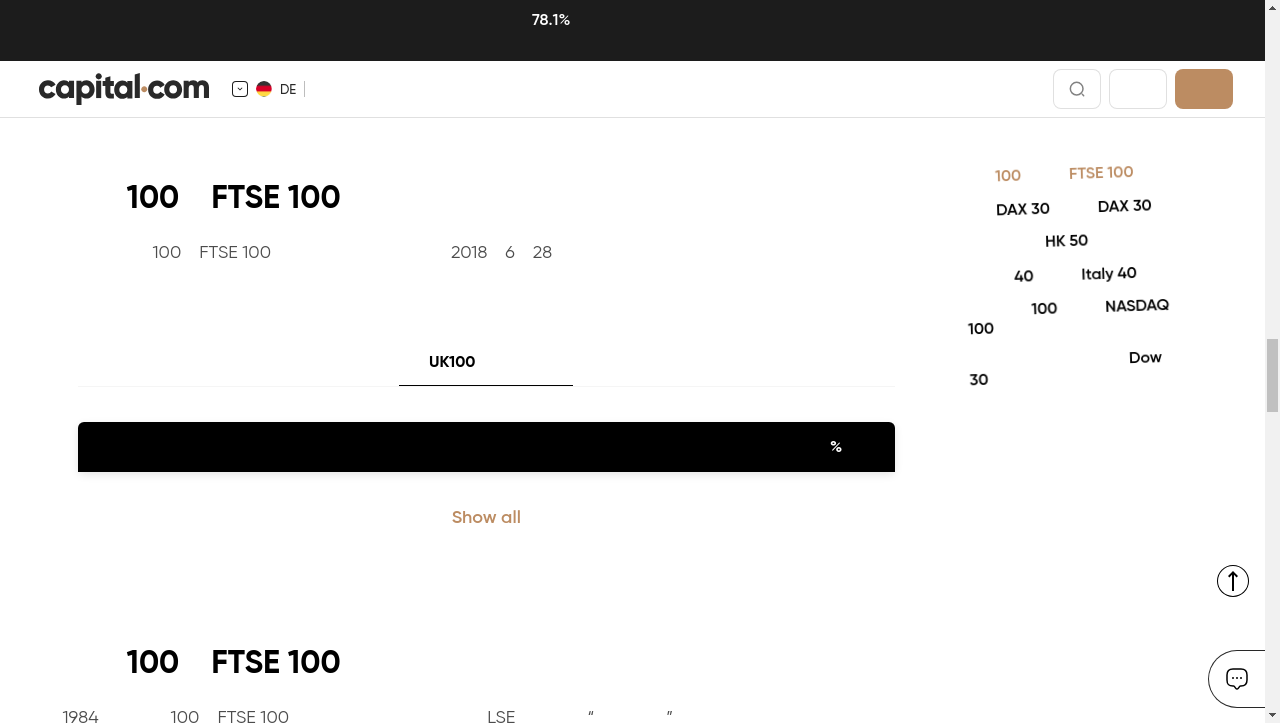 78.1%
capital.com
DE
100 FTSE 100
100 FTSE 100 2018 6 28
UK100
%
Show all
100 FTSE 100
1984 100 FTSE 100 LSE “ ”
100 FTSE 100
DAX 30 DAX 30
HK 50
40 Italy 40
100 NASDAQ
100
Dow
30